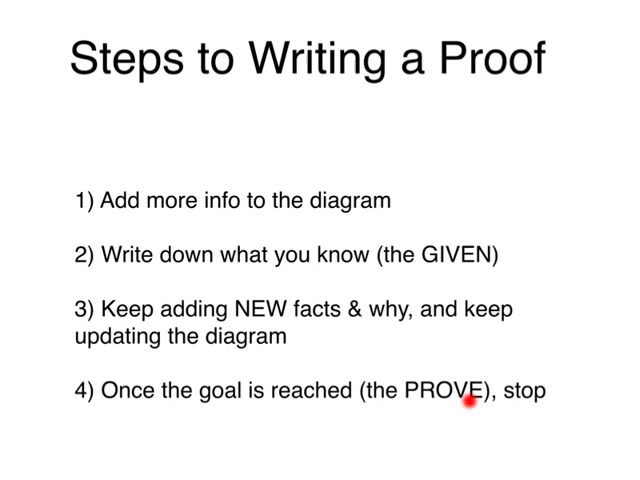 Steps to Writing a Proof
1) Add more info to the diagram
2) Write down what you know (the GIVEN)
3) Keep adding NEW facts & why, and keep
updating the diagram
4) Once the goal is reached (the PROVE), stop